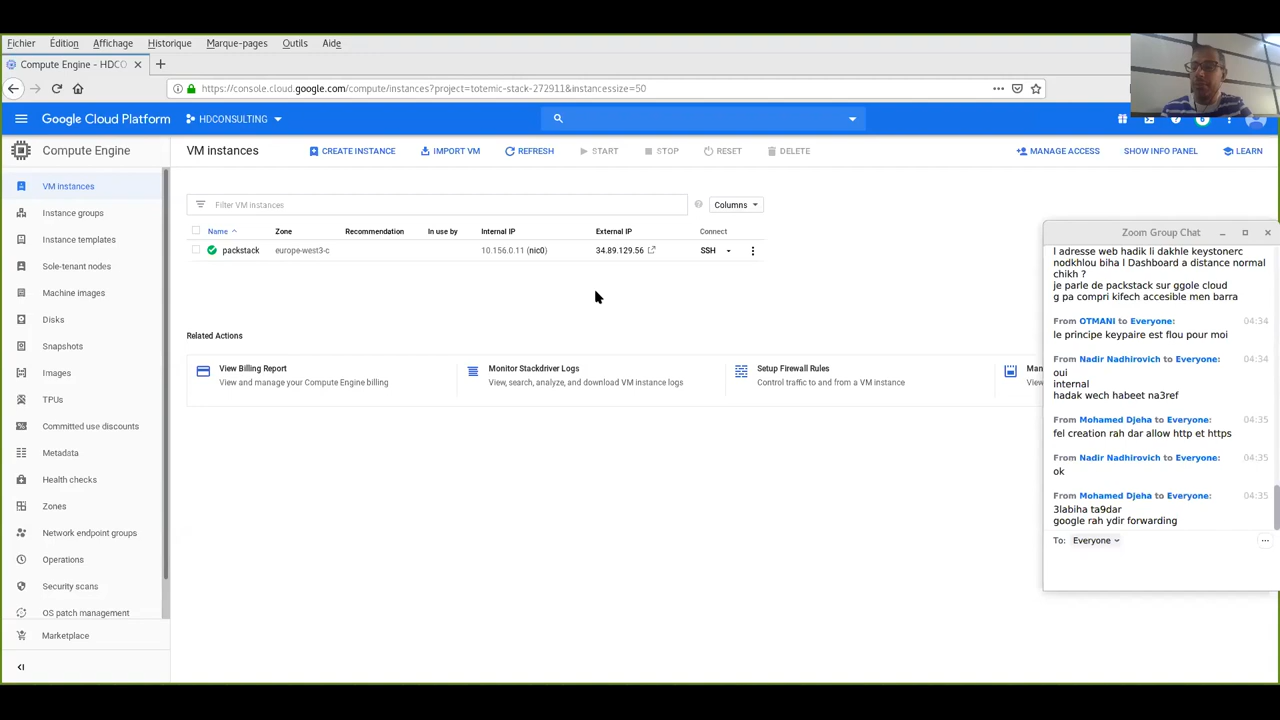 Fichier Édition Affichage Historique Marque-pages Outils Aide
Compute Engine - HDCO
https://console.cloud.google.com/compute/instances?project=totemic-stack-272911&instancessize=50
Google Cloud Platform HDCONSULTING
Compute Engine VM instances CREATE INSTANCE IMPORT VM REFRESH START STOP RESET DELETE MANAGE ACCESS SHOW INFO PANEL LEARN
VM instances
Instance groups
Instance templates
Sole-tenant nodes
Machine images
Disks
Snapshots
Images
TPUs
Committed use discounts
Metadata
Health checks
Zones
Network endpoint groups
Operations
Security scans
OS patch management
Marketplace
Filter VM instances Columns
Name Zone Recommendation In use by Internal IP External IP Connect
packstack europe-west3-c 10.156.0.11 (nic0) 34.89.129.56 SSH
Related Actions
View Billing Report
View and manage your Compute Engine billing
Monitor Stackdriver Logs
View, search, analyze, and download VM instance logs
Setup Firewall Rules
Control traffic to and from a VM instance
Man
View
Zoom Group Chat
l adresse web hadik li dakhle keystonerc
nodkhlou biha l Dashboard a distance normal
chikh ?
je parle de packstack sur ggole cloud
g pa compri kifech accesible men barra
From OTMANI to Everyone: 04:34
le principe keypaire est flou pour moi
From Nadir Nadhirovich to Everyone: 04:34
oui
internal
hadak wech habeet na3ref
From Mohamed Djeha to Everyone: 04:35
fel creation rah dar allow http et https
From Nadir Nadhirovich to Everyone: 04:35
ok
From Mohamed Djeha to Everyone: 04:35
3labiha ta9dar
google rah ydir forwarding
To: Everyone